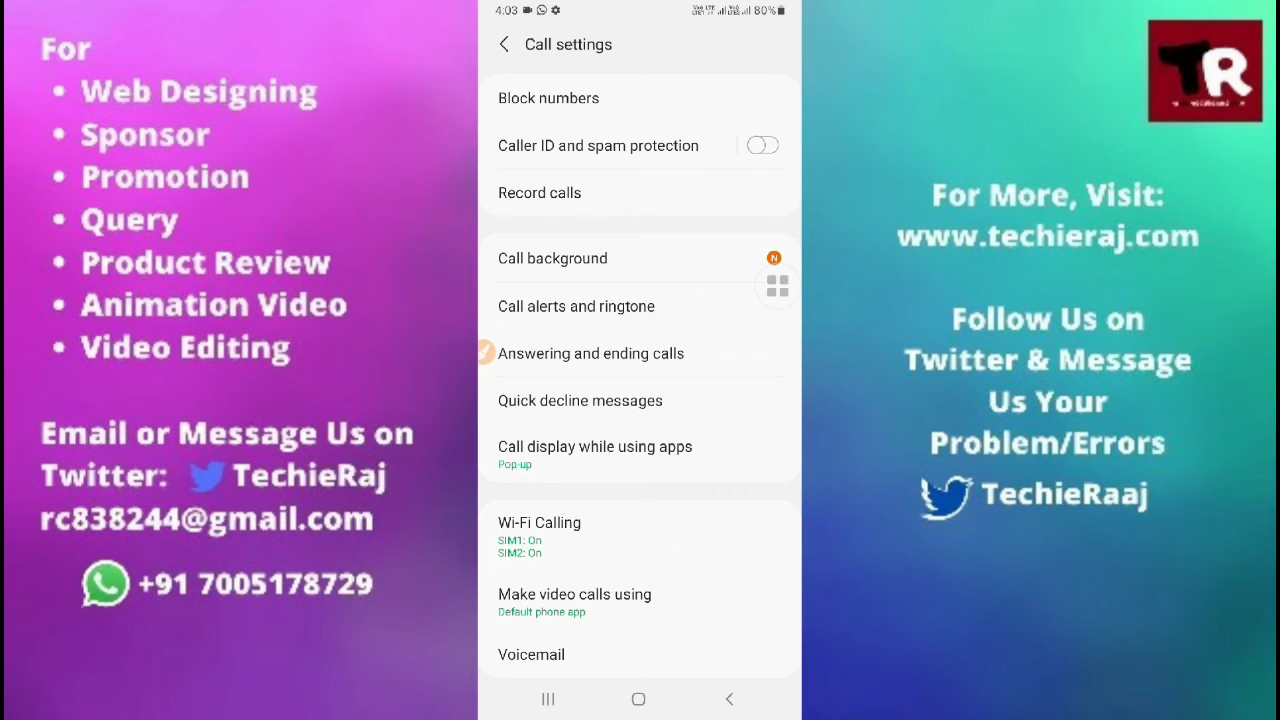 For
• Web Designing
• Sponsor
• Promotion
• Query
• Product Review
• Animation Video
• Video Editing
Email or Message Us on
Twitter: TechieRaj
rc838244@gmail.com
+91 7005178729
4:03
80%
Call settings
Block numbers
Caller ID and spam protection
Record calls
Call background
N
Call alerts and ringtone
Answering and ending calls
Quick decline messages
Call display while using apps
Pop-up
Wi-Fi Calling
SIM1: On
SIM2: On
Make video calls using
Default phone app
Voicemail
TR
For More, Visit:
www.techieraj.com
Follow Us on
Twitter & Message
Us Your
Problem/Errors
TechieRaaj